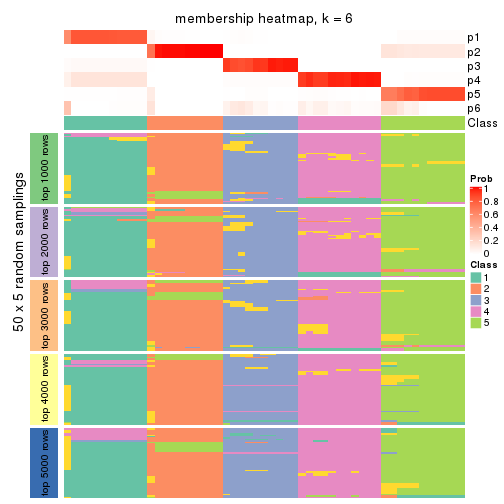 membership heatmap, k = 6
p1
p2
p3
p4
p5
p6
Class
50 x 5 random samplings
top 1000 rows
top 2000 rows
top 3000 rows
top 4000 rows
top 5000 rows
Prob
1
0.8
0.6
0.4
0.2
0
Class
1
2
3
4
5